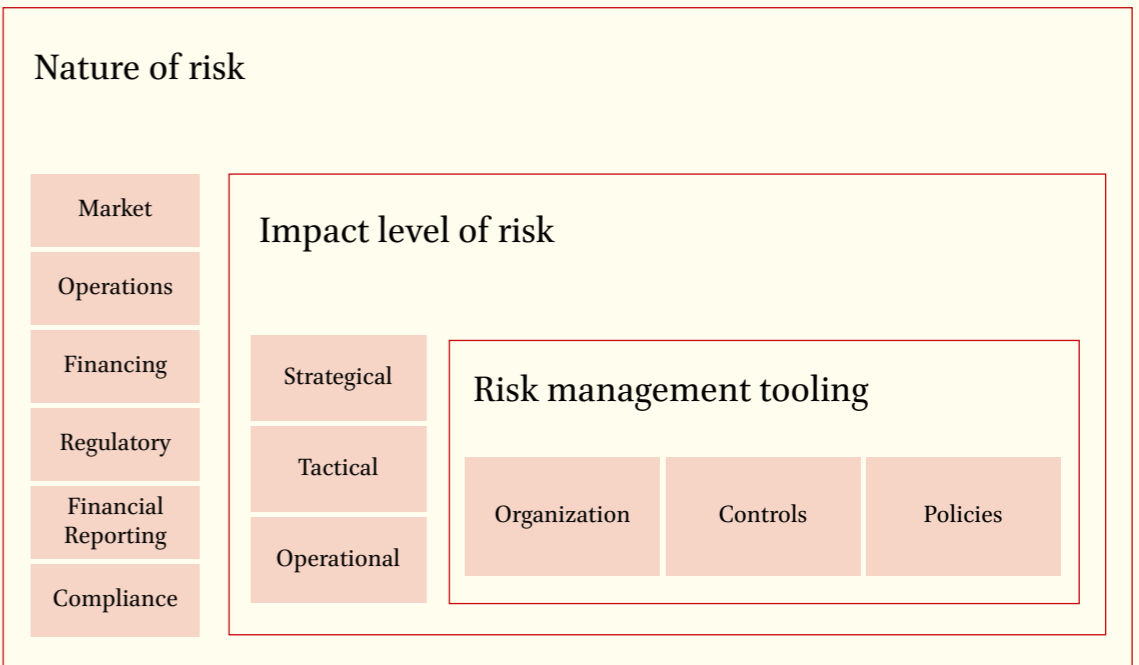 Nature of risk
Market
Operations
Financing
Regulatory
Financial
Reporting
Compliance
Impact level of risk
Strategical
Tactical
Operational
Risk management tooling
Organization
Controls
Policies